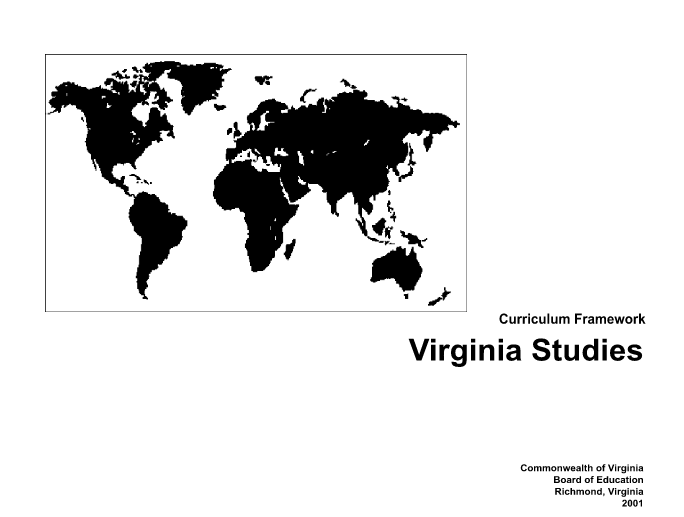 Curriculum Framework
Virginia Studies
Commonwealth of Virginia
Board of Education
Richmond, Virginia
2001